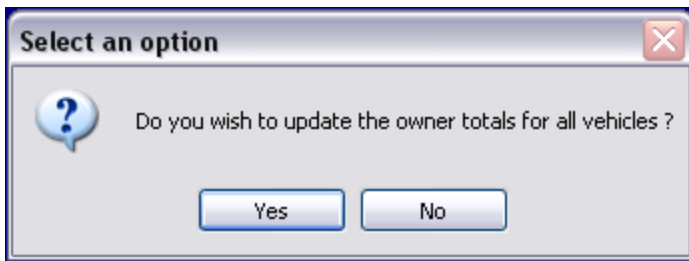 Select an option
Do you wish to update the owner totals for all vehicles ?
Yes
No